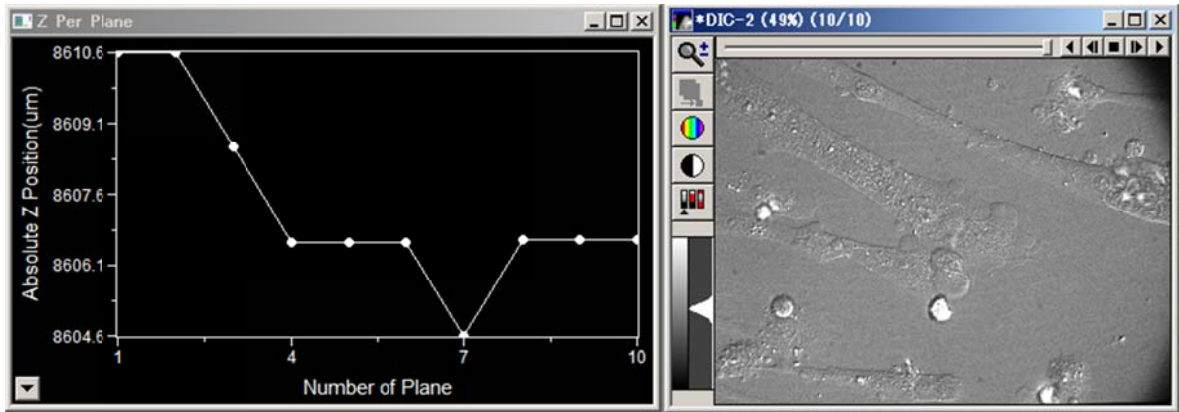 Z Per Plane
Absolute Z Position(um)
8610.6
8609.1
8607.6
8606.1
8604.6
1 4 7 10
Number of Plane
*DIC-2 (49%) (10/10)